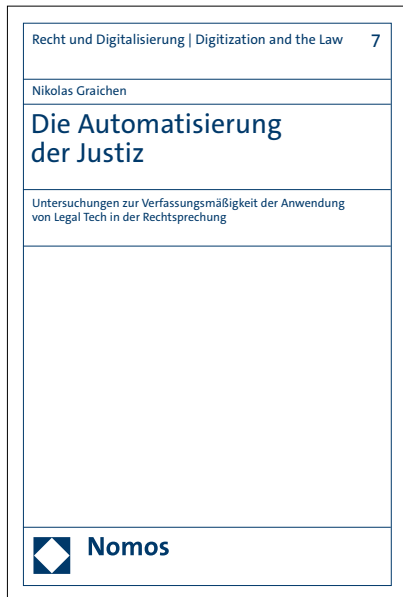 Recht und Digitalisierung | Digitization and the Law 7
Nikolas Graichen
Die Automatisierung
der Justiz
Untersuchungen zur Verfassungsmäßigkeit der Anwendung
von Legal Tech in der Rechtsprechung
Nomos